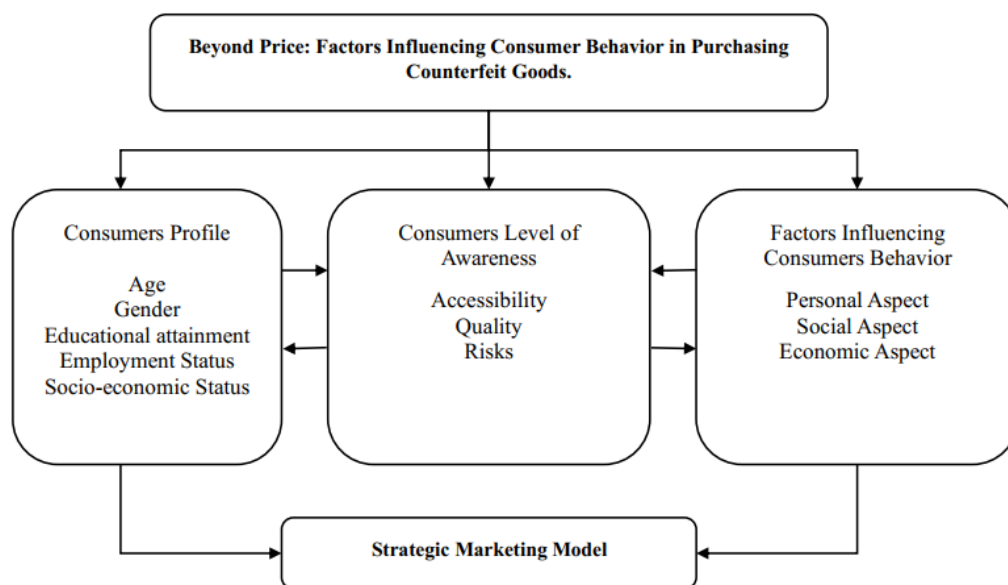 Beyond Price: Factors Influencing Consumer Behavior in Purchasing
Counterfeit Goods.
Consumers Profile
Age
Gender
Educational attainment
Employment Status
Socio-economic Status
Consumers Level of
Awareness
Accessibility
Quality
Risks
Factors Influencing
Consumers Behavior
Personal Aspect
Social Aspect
Economic Aspect
Strategic Marketing Model